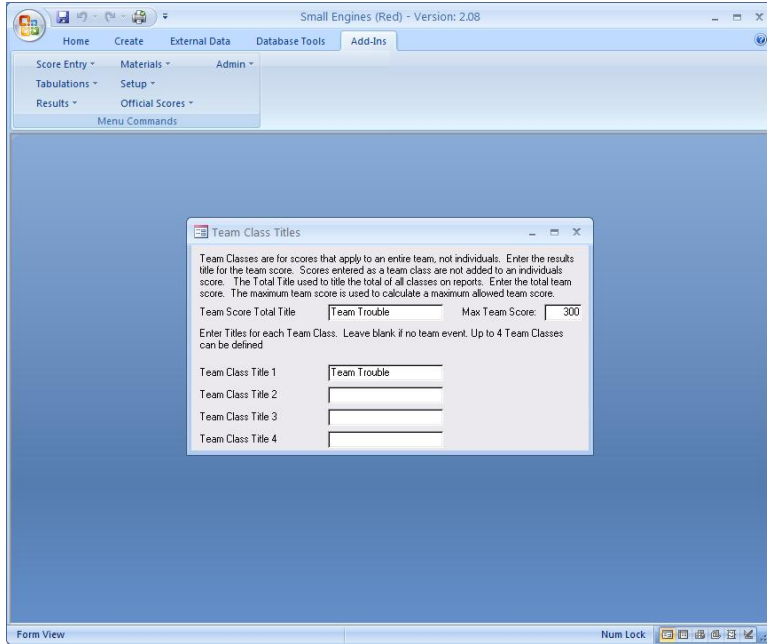 Small Engines (Red) - Version: 2.08
Home Create External Data Database Tools Add-Ins
Score Entry Materials Admin
Tabulations Setup
Results Official Scores
Menu Commands
Team Class Titles
Team Classes are for scores that apply to an entire team, not individuals. Enter the results
title for the team score. Scores entered as a team class are not added to an individuals
score. The Total Title used to title the total of all classes on reports. Enter the total team
score. The maximum team score is used to calculate a maximum allowed team score.
Team Score Total Title Team Trouble Max Team Score: 300
Enter Titles for each Team Class. Leave blank if no team event. Up to 4 Team Classes
can be defined
Team Class Title 1 Team Trouble
Team Class Title 2
Team Class Title 3
Team Class Title 4
Form View Num Lock